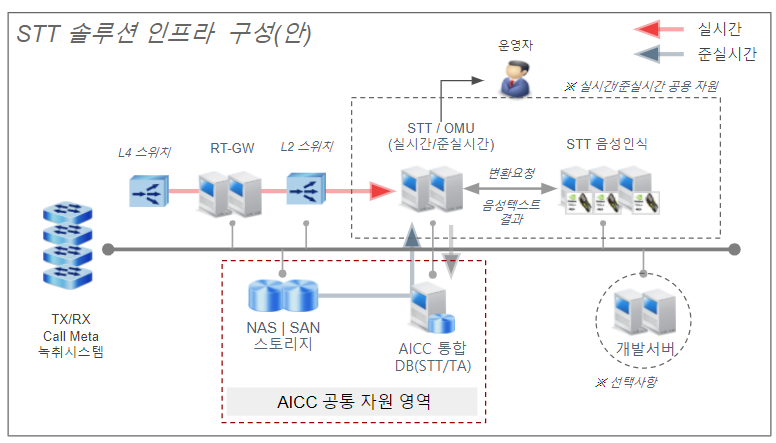 STT 솔루션 인프라 구성(안)
실시간
준실시간
운영자
※ 실시간/준실시간 공용 자원
STT / OMU
(실시간/준실시간)
STT 음성인식
L4 스위치
RT-GW
L2 스위치
변환요청
음성텍스트
결과
TX/RX
Call Meta
녹취시스템
NAS | SAN
스토리지
AICC 통합
DB(STT/TA)
개발서버
※ 선택사항
AICC 공통 자원 영역